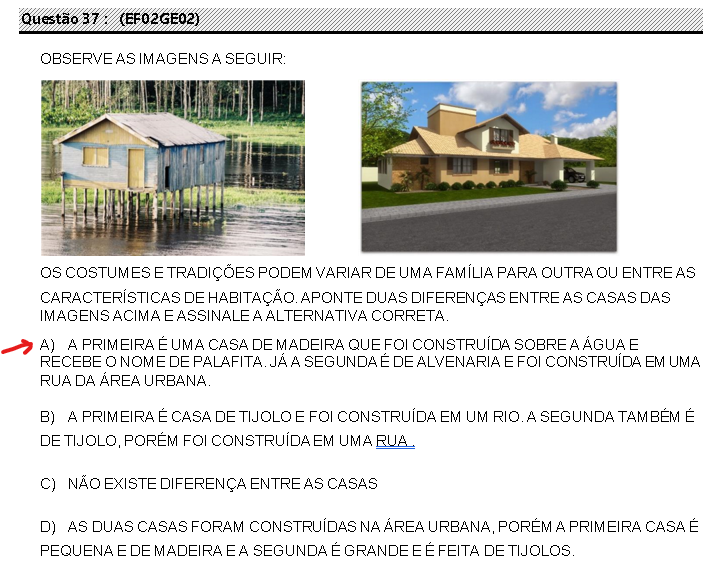 Questão 37 : (EF02GE02)
OBSERVE AS IMAGENS A SEGUIR:
OS COSTUMES E TRADIÇÕES PODEM VARIAR DE UMA FAMÍLIA PARA OUTRA OU ENTRE AS
CARACTERÍSTICAS DE HABITAÇÃO. APONTE DUAS DIFERENÇAS ENTRE AS CASAS DAS
IMAGENS ACIMA E ASSINALE A ALTERNATIVA CORRETA.
A) A PRIMEIRA É UMA CASA DE MADEIRA QUE FOI CONSTRUÍDA SOBRE A ÁGUA E
RECEBE O NOME DE PALAFITA. JÁ A SEGUNDA É DE ALVENARIA E FOI CONSTRUÍDA EM UMA
RUA DA ÁREA URBANA.
B) A PRIMEIRA É CASA DE TIJOLO E FOI CONSTRUÍDA EM UM RIO. A SEGUNDA TAMBÉM É
DE TIJOLO, PORÉM FOI CONSTRUÍDA EM UMA RUA .
C) NÃO EXISTE DIFERENÇA ENTRE AS CASAS
D) AS DUAS CASAS FORAM CONSTRUÍDAS NA ÁREA URBANA, PORÉM A PRIMEIRA CASA É
PEQUENA E DE MADEIRA E A SEGUNDA É GRANDE E É FEITA DE TIJOLOS.